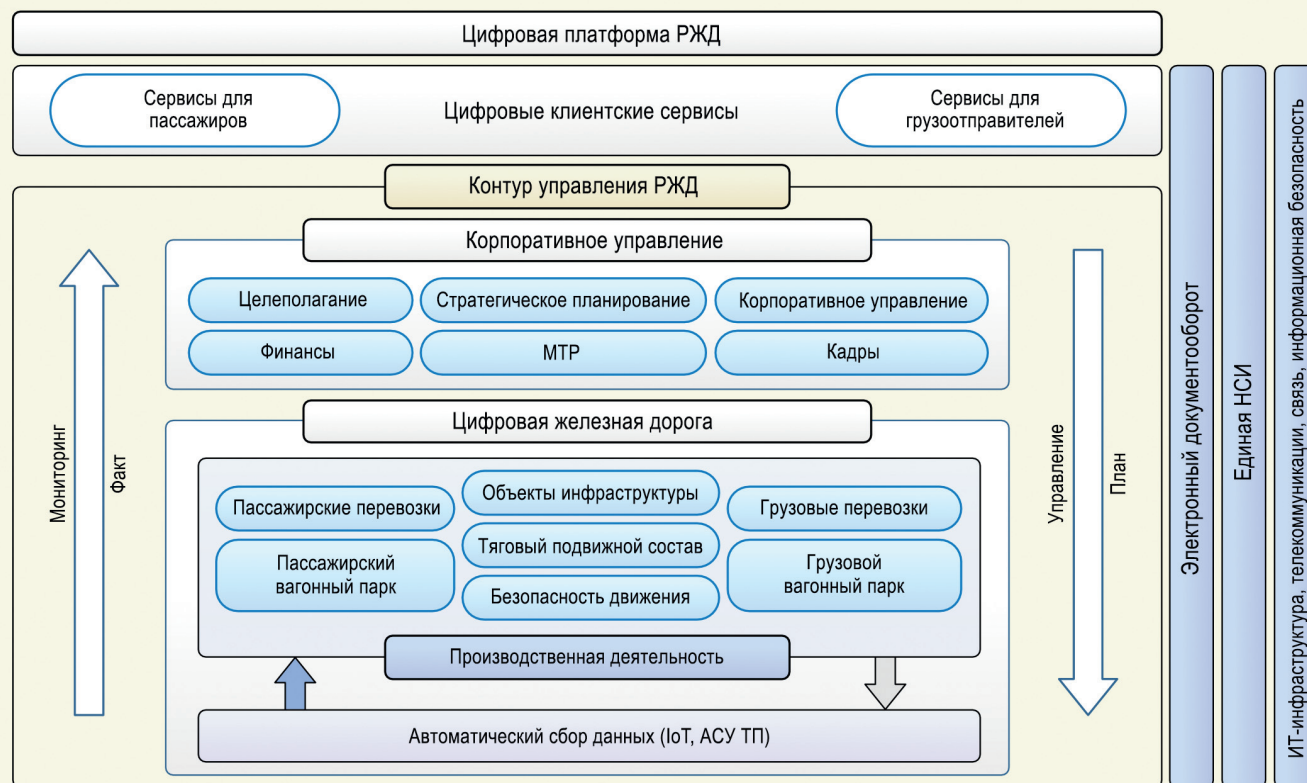 Цифровая платформа РЖД
Сервисы для
пассажиров
Цифровые клиентские сервисы
Сервисы для
грузоотправителей
Контур управления РЖД
Корпоративное управление
Целеполагание
Стратегическое планирование
Корпоративное управление
Финансы
МТР
Кадры
Цифровая железная дорога
Пассажирские перевозки
Объекты инфраструктуры
Грузовые перевозки
Тяговый подвижной состав
Пассажирский
вагонный парк
Грузовой
вагонный парк
Безопасность движения
Производственная деятельность
Автоматический сбор данных (IoT, АСУ ТП)
Мониторинг
Факт
Управление
План
Электронный документооборот
Единая НСИ
ИТ-инфраструктура, телекоммуникации, связь, информационная безопасность